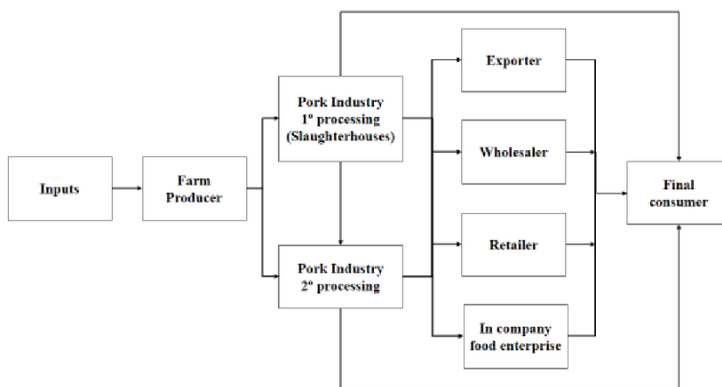 Inputs
Farm
Producer
Pork Industry
1º processing
(Slaughterhouses)
Pork Industry
2º processing
Exporter
Wholesaler
Retailer
In company
food enterprise
Final
consumer